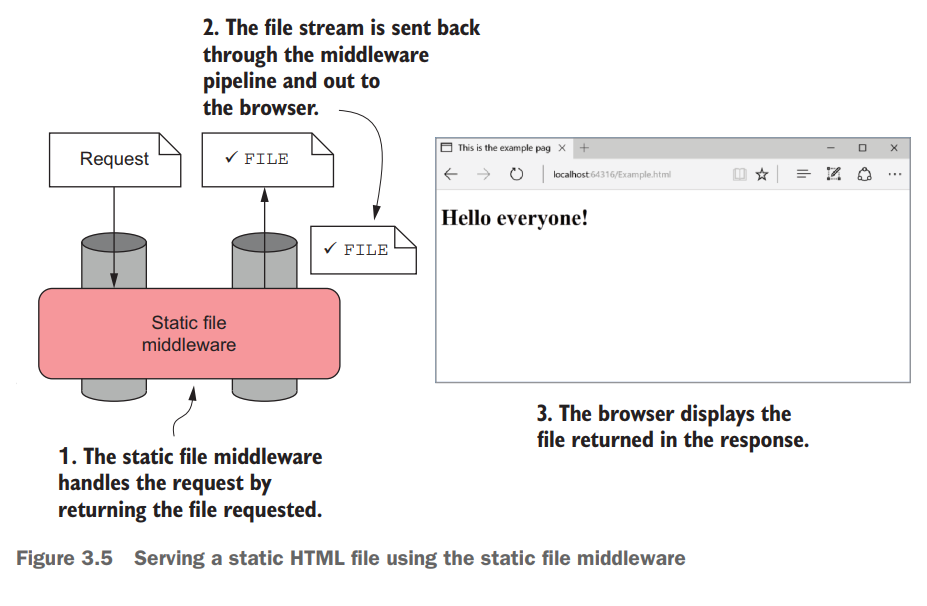 2. The file stream is sent back
through the middleware
pipeline and out to
the browser.
Request
✓ FILE
✓ FILE
Static file
middleware
1. The static file middleware
handles the request by
returning the file requested.
This is the example pag
localhost:64316/Example.html
Hello everyone!
3. The browser displays the
file returned in the response.
Figure 3.5 Serving a static HTML file using the static file middleware